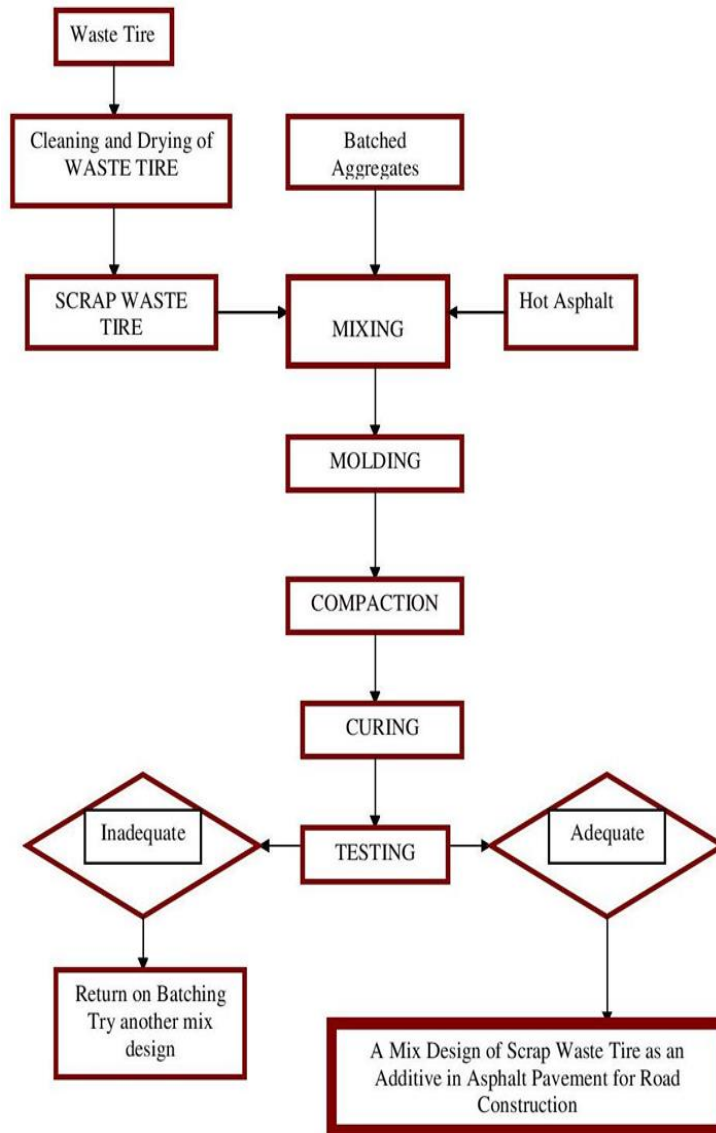 Waste Tire
Cleaning and Drying of
WASTE TIRE
Batched
Aggregates
SCRAP WASTE
TIRE
MIXING
Hot Asphalt
MOLDING
COMPACTION
CURING
Inadequate
TESTING
Adequate
Return on Batching
Try another mix
design
A Mix Design of Scrap Waste Tire as an
Additive in Asphalt Pavement for Road
Construction